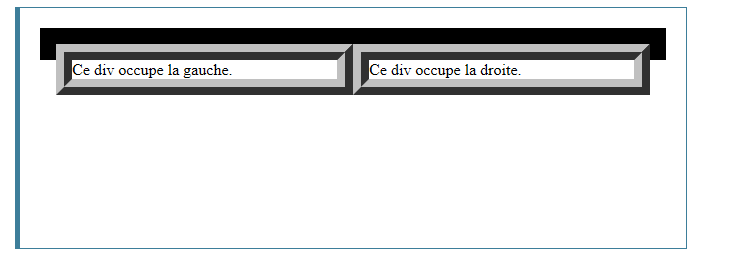 Ce div occupe la gauche.
Ce div occupe la droite.